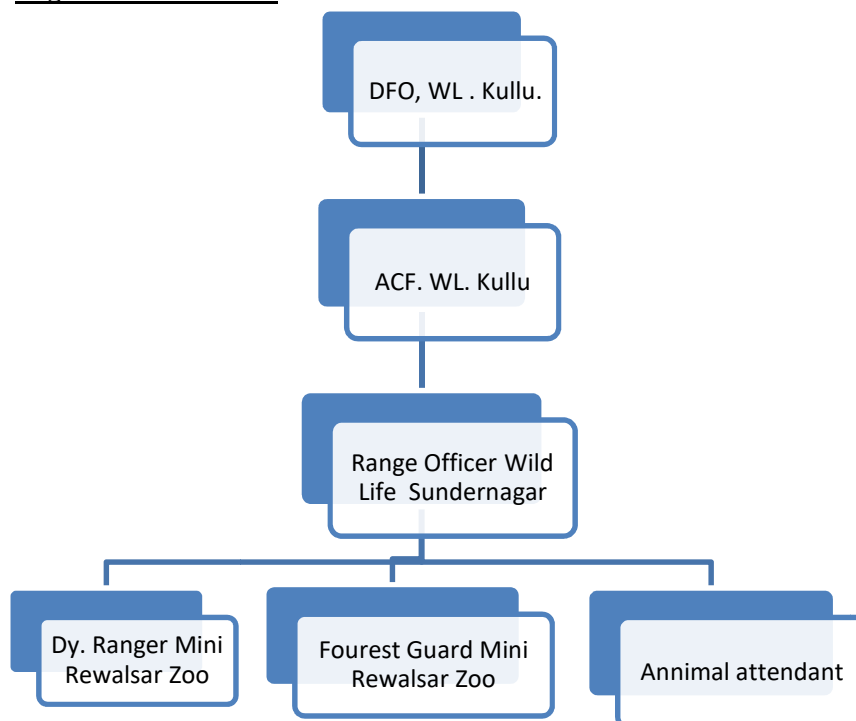 DFO, WL . Kullu.
ACF. WL. Kullu
Range Officer Wild
Life Sundernagar
Dy. Ranger Mini
Rewalsar Zoo
Fourest Guard Mini
Rewalsar Zoo
Annimal attendant